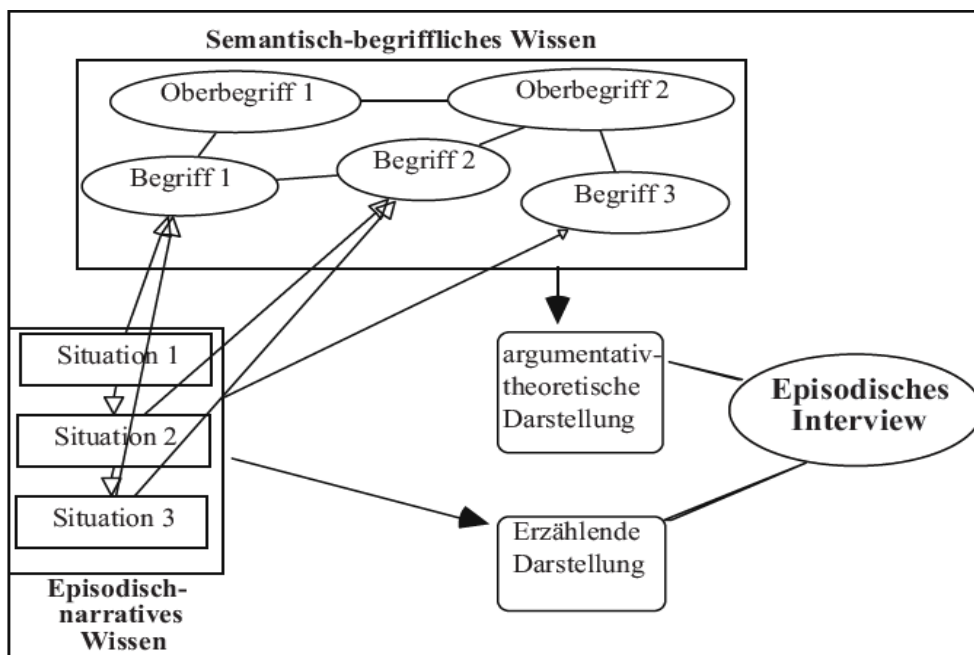 Semantisch-begriffliches Wissen
Oberbegriff 1
Oberbegriff 2
Begriff 1
Begriff 2
Begriff 3
Situation 1
Situation 2
Situation 3
Episodisch-
narratives
Wissen
argumentativ-
theoretische
Darstellung
Erzählende
Darstellung
Episodisches
Interview